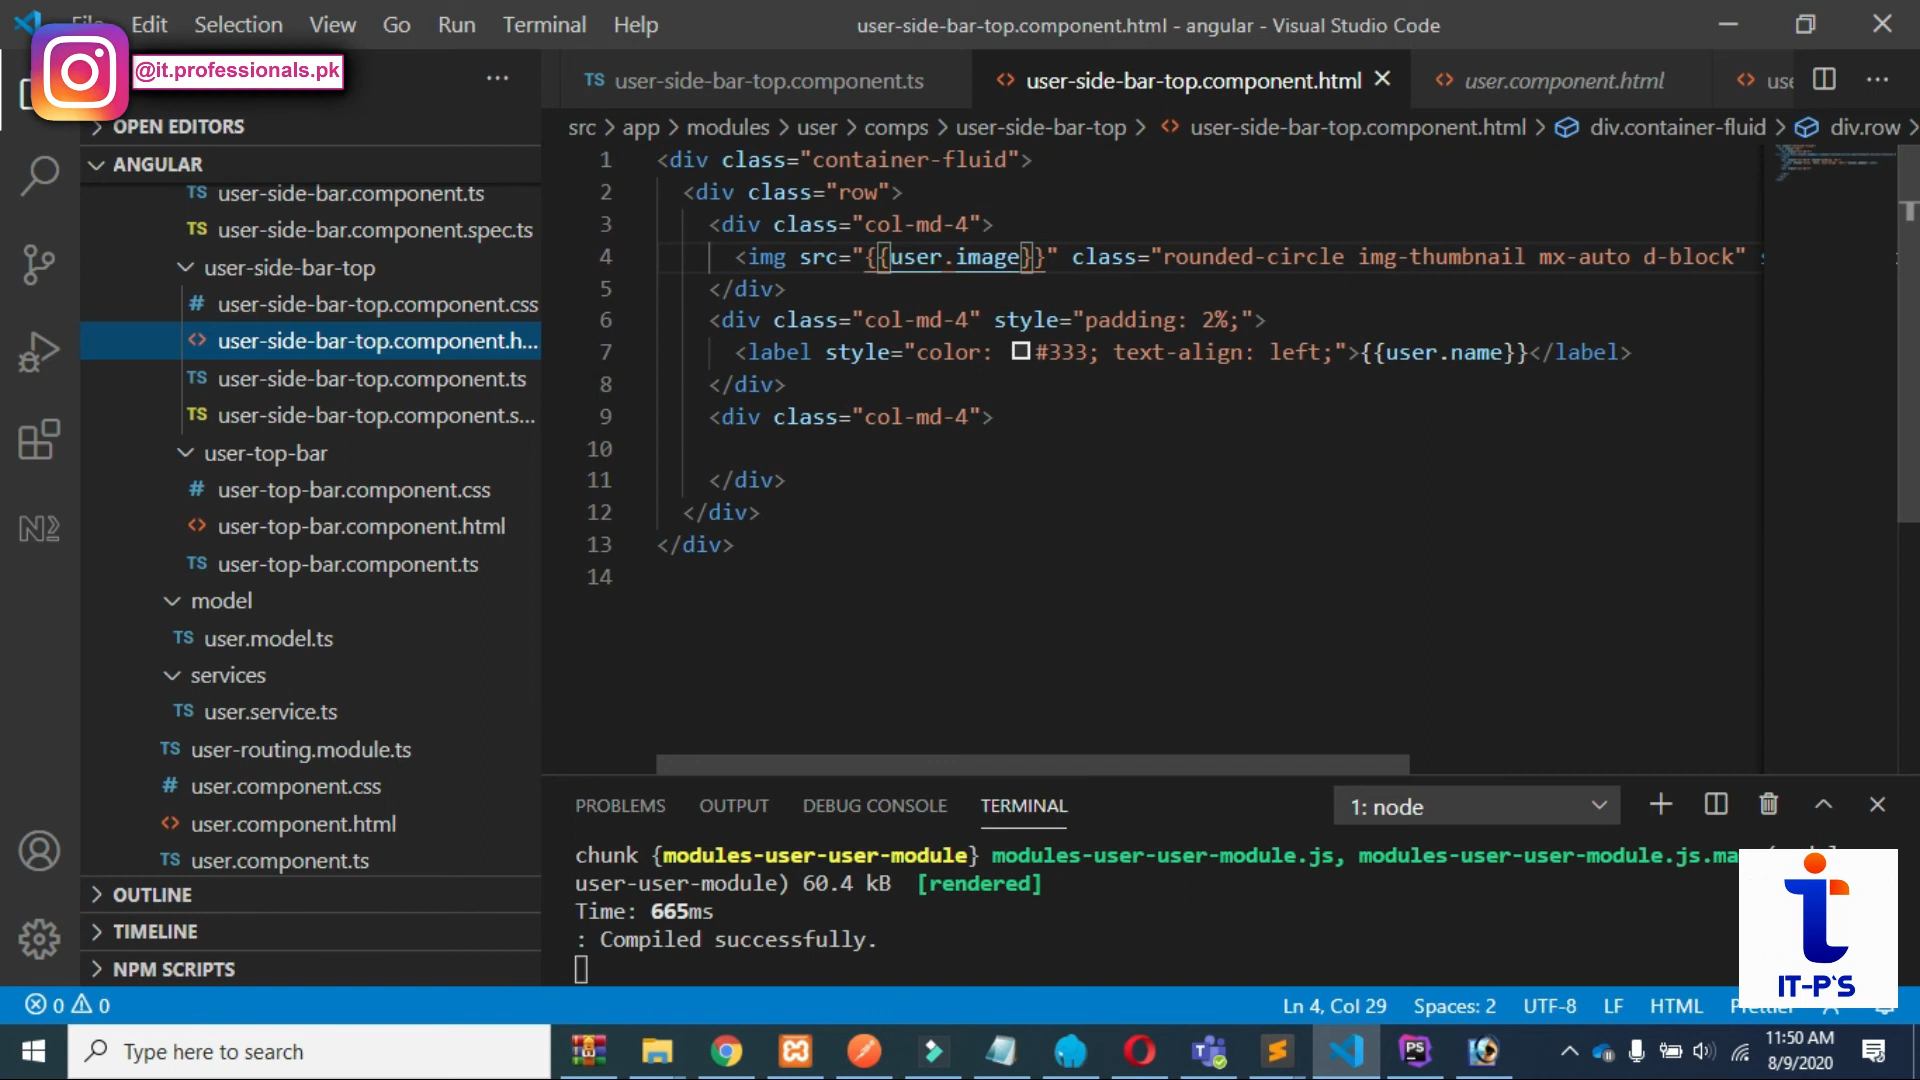 File Edit Selection View Go Run Terminal Help
user-side-bar-top.component.html - angular - Visual Studio Code
@it.professionals.pk
OPEN EDITORS
ANGULAR
TS user-side-bar.component.ts
TS user-side-bar.component.spec.ts
user-side-bar-top
# user-side-bar-top.component.css
<> user-side-bar-top.component.h...
TS user-side-bar-top.component.ts
TS user-side-bar-top.component.s...
user-top-bar
# user-top-bar.component.css
<> user-top-bar.component.html
TS user-top-bar.component.ts
model
TS user.model.ts
services
TS user.service.ts
TS user-routing.module.ts
# user.component.css
<> user.component.html
TS user.component.ts
OUTLINE
TIMELINE
NPM SCRIPTS
TS user-side-bar-top.component.ts
<> user-side-bar-top.component.html
<> user.component.html
<> use
src > app > modules > user > comps > user-side-bar-top > <> user-side-bar-top.component.html > div.container-fluid > div.row >
1 <div class="container-fluid">
2 <div class="row">
3 <div class="col-md-4">
4 <img src="{{user.image}}" class="rounded-circle img-thumbnail mx-auto d-block"
5 </div>
6 <div class="col-md-4" style="padding: 2%;">
7 <label style="color: #333; text-align: left;">{{user.name}}</label>
8 </div>
9 <div class="col-md-4">
10
11 </div>
12 </div>
13 </div>
14
PROBLEMS OUTPUT DEBUG CONSOLE TERMINAL
1: node
chunk {modules-user-user-module} modules-user-user-module.js, modules-user-user-module.js.ma
user-user-module) 60.4 kB [rendered]
Time: 665ms
: Compiled successfully.
IT-P'S
0 0
Ln 4, Col 29 Spaces: 2 UTF-8 LF HTML Prettier
Type here to search
PS
11:50 AM
8/9/2020